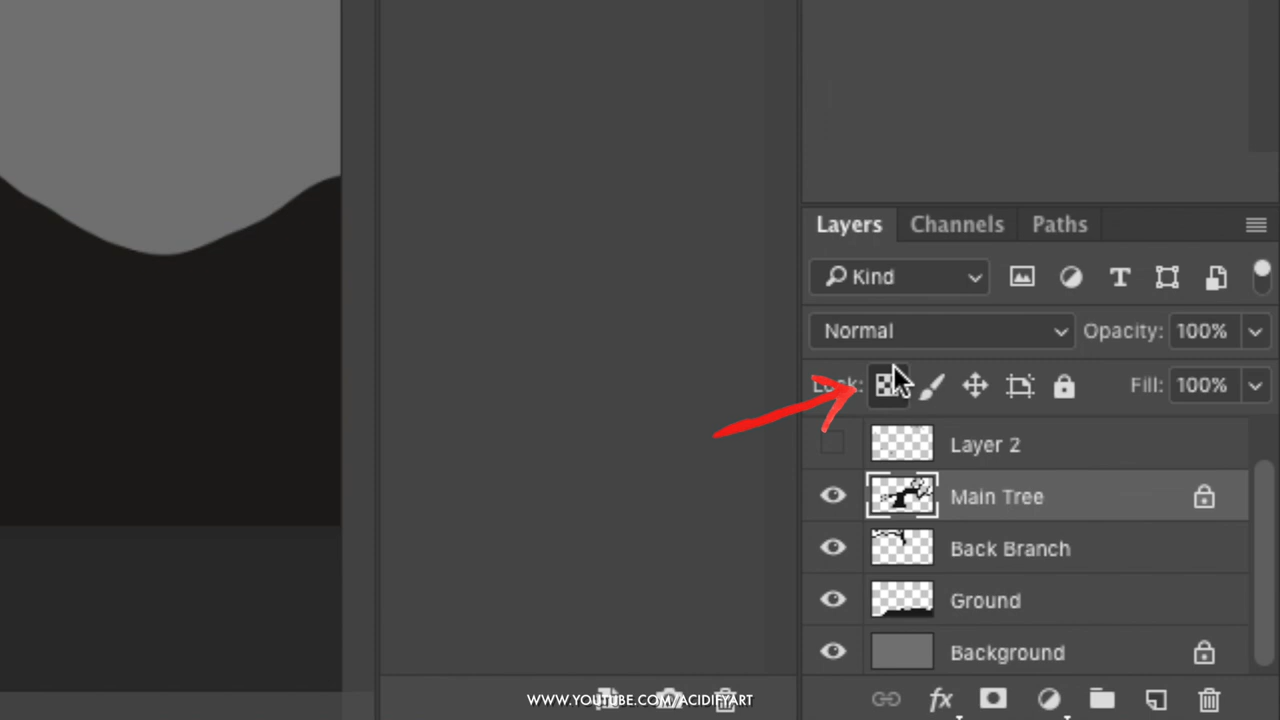 Layers Channels Paths
Kind
Normal Opacity: 100%
Lock: Fill: 100%
Layer 2
Main Tree
Back Branch
Ground
Background
fx
WWW.YOUTUBE.COM/ACIDIFYART